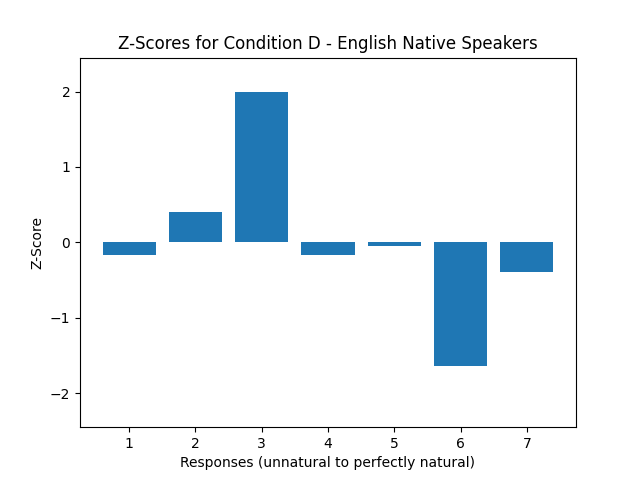 Z-Scores for Condition D - English Native Speakers
2
1
0
−1
−2
Z-Score
1 2 3 4 5 6 7
Responses (unnatural to perfectly natural)